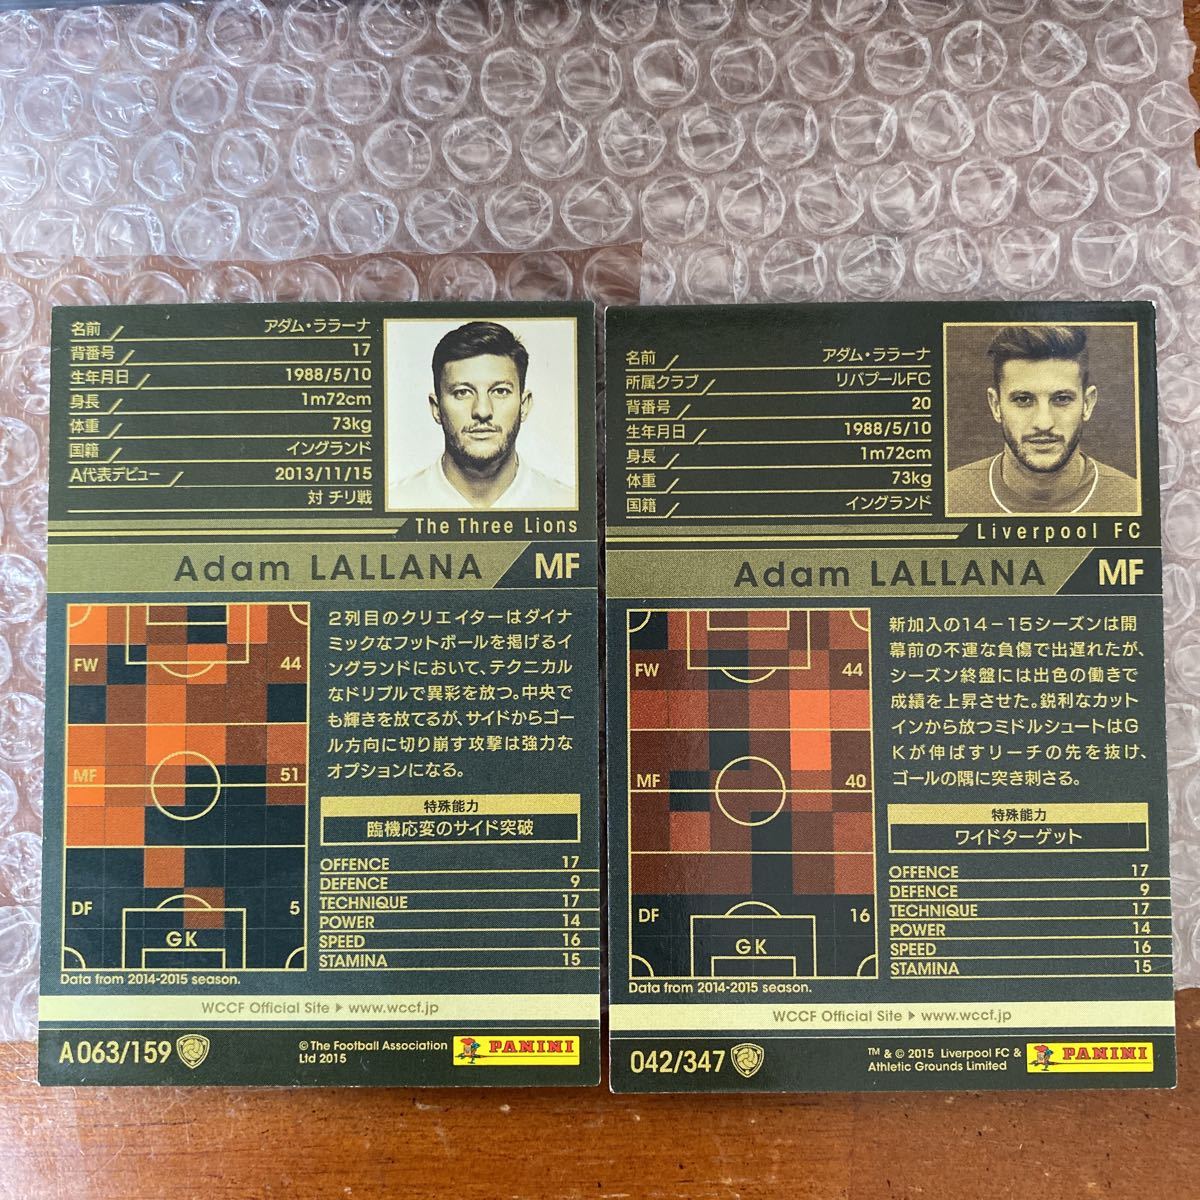 名前 アダム・ララーナ
背番号 17
生年月日 1988/5/10
身長 1m72cm
体重 73kg
国籍 イングランド
A代表デビュー 2013/11/15
対 チリ戦
The Three Lions
Adam LALLANA MF
FW 44
MF 51
DF 5
GK
Data from 2014-2015 season.
2列目のクリエイターはダイナ
ミックなフットボールを掲げるイ
ングランドにおいて、テクニカル
なドリブルで異彩を放つ。中央で
も輝きを放てるが、サイドからゴー
ル方向に切り崩す攻撃は強力な
オプションになる。
特殊能力
臨機応変のサイド突破
OFFENCE 17
DEFENCE 9
TECHNIQUE 17
POWER 14
SPEED 16
STAMINA 15
WCCF Official Site ▶ www.wccf.jp
A063/159
© The Football Association
Ltd 2015
PANINI
名前 アダム・ララーナ
所属クラブ リバプールFC
背番号 20
生年月日 1988/5/10
身長 1m72cm
体重 73kg
国籍 イングランド
Liverpool FC
Adam LALLANA MF
FW 44
MF 40
DF 16
GK
Data from 2014-2015 season.
新加入の14－15シーズンは開
幕前の不運な負傷で出遅れたが、
シーズン終盤には出色の働きで
成績を上昇させた。鋭利なカット
インから放つミドルシュートはG
Kが伸ばすリーチの先を抜け、
ゴールの隅に突き刺さる。
特殊能力
ワイドターゲット
OFFENCE 17
DEFENCE 9
TECHNIQUE 17
POWER 14
SPEED 16
STAMINA 15
WCCF Official Site ▶ www.wccf.jp
042/347
™ & © 2015 Liverpool FC &
Athletic Grounds Limited
PANINI